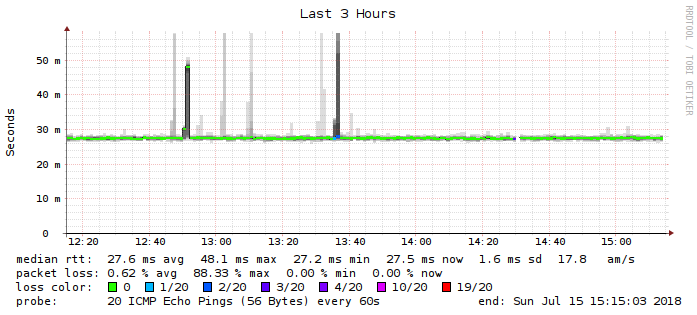 Last 3 Hours
RRDTOOL / TOBI OETIKER
Seconds
50 m
40 m
30 m
20 m
10 m
0
12:20 12:40 13:00 13:20 13:40 14:00 14:20 14:40 15:00
median rtt: 27.6 ms avg 48.1 ms max 27.2 ms min 27.5 ms now 1.6 ms sd 17.8 am/s
packet loss: 0.62 % avg 88.33 % max 0.00 % min 0.00 % now
loss color: 0 1/20 2/20 3/20 4/20 10/20 19/20
probe: 20 ICMP Echo Pings (56 Bytes) every 60s end: Sun Jul 15 15:15:03 2018